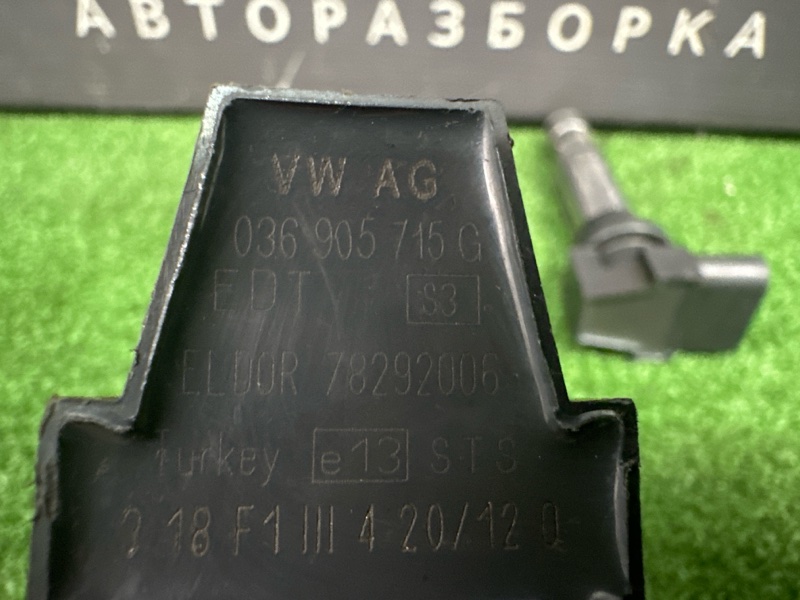 АВТОРАЗБОРКА
VW AG
036 905 715 G
EDT S3
ELDOR 78292006
Turkey e13 STS
18 F1 III 4 20/12